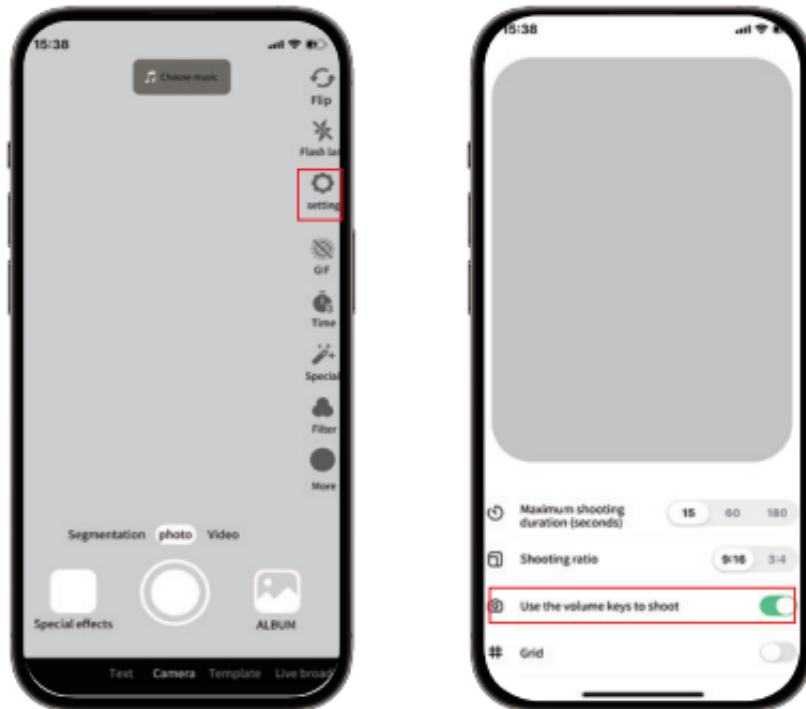 15:38
Choose music
Flip
Flash lar
setting
GIF
Time
Special
Filter
More
Segmentation photo Video
Special effects
ALBUM
Text Camera Template Live broad
15:38
Maximum shooting
duration (seconds)
15 60 180
Shooting ratio
9:16 3:4
Use the volume keys to shoot
Grid